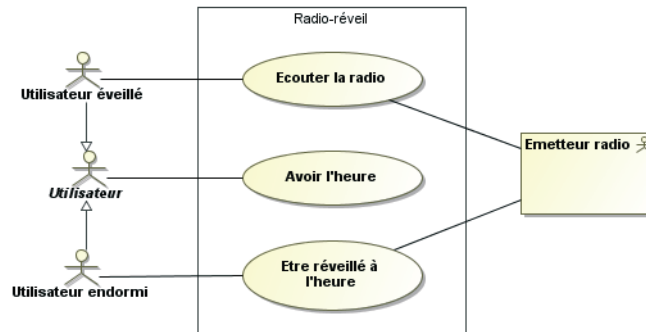 Radio-réveil
Utilisateur éveillé
Ecouter la radio
Emetteur radio
Utilisateur
Avoir l'heure
Utilisateur endormi
Etre réveillé à
l'heure